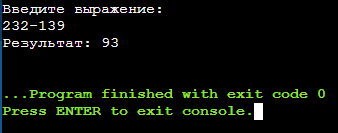 Введите выражение:
232-139
Результат: 93
...Program finished with exit code 0
Press ENTER to exit console.